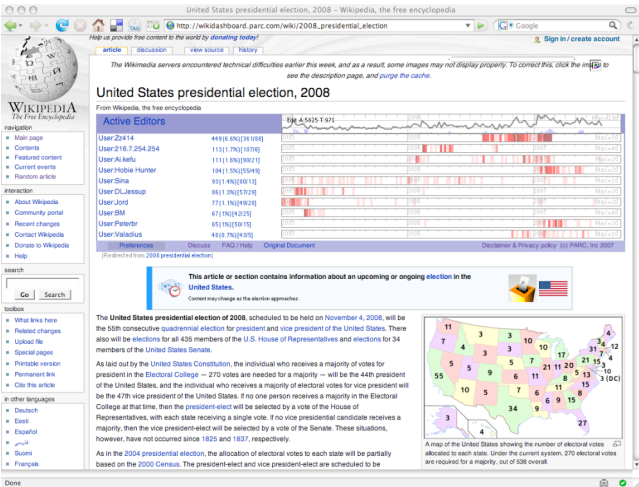 United States presidential election, 2008 - Wikipedia, the free encyclopedia
http://wikidashboard.parc.com/wiki/2008_presidential_election
Google
Help us provide free content to the world by donating today!
Sign in / create account
article
discussion
view source
history
The Wikimedia servers encountered technical difficulties earlier this week, and as a result, some images may not display properly. To correct this, click the image to
see the description page, and purge the cache.
WIKIPEDIA
The Free Encyclopedia
United States presidential election, 2008
From Wikipedia, the free encyclopedia
Active Editors
Edit A:5825 T:971
User:Zz414
User:216.7.254.254
User:Ai.kefu
User:Hobie Hunter
User:Sina
User:DLJessup
User:Jord
User:BM
User:Peterbr
User:Valadius
Preferences
Discuss
FAQ / Help
Original Document
Disclaimer & Privacy policy
(c) PARC, Inc 2007
(Redirected from 2008 presidential election)
navigation
Main page
Contents
Featured content
Current events
Random article
interaction
About Wikipedia
Community portal
Recent changes
Contact Wikipedia
Donate to Wikipedia
Help
search
Go
Search
toolbox
What links here
Related changes
Upload file
Special pages
Printable version
Permanent link
Cite this article
in other languages
Deutsch
Eesti
Español
فارسی
Suomi
Français
This article or section contains information about an upcoming or ongoing election in the
United States.
Content may change as the election approaches.
The United States presidential election of 2008, scheduled to be held on November 4, 2008, will be
the 55th consecutive quadrennial election for president and vice president of the United States. There
also will be elections for all 435 members of the U.S. House of Representatives and elections for 34
members of the United States Senate.
As laid out by the United States Constitution, the individual who receives a majority of votes for
president in the Electoral College — 270 votes are needed for a majority — will be the 44th president
of the United States, and the individual who receives a majority of electoral votes for vice president will
be the 47th vice president of the United States. If no one person receives a majority in the Electoral
College at that time, then the president-elect will be selected by a vote of the House of
Representatives, with each state receiving a single vote. If no vice presidential candidate receives a
majority, then the vice president-elect will be selected by a vote of the Senate. These situations,
however, have not occurred since 1825 and 1837, respectively.
As in the 2004 presidential election, the allocation of electoral votes to each state will be partially
based on the 2000 Census. The president-elect and vice president-elect are scheduled to be
3 (DC)
A map of the United States showing the number of electoral votes
allocated to each state. Under the current system, 270 electoral votes
are required for a majority, out of 538 overall.
Done